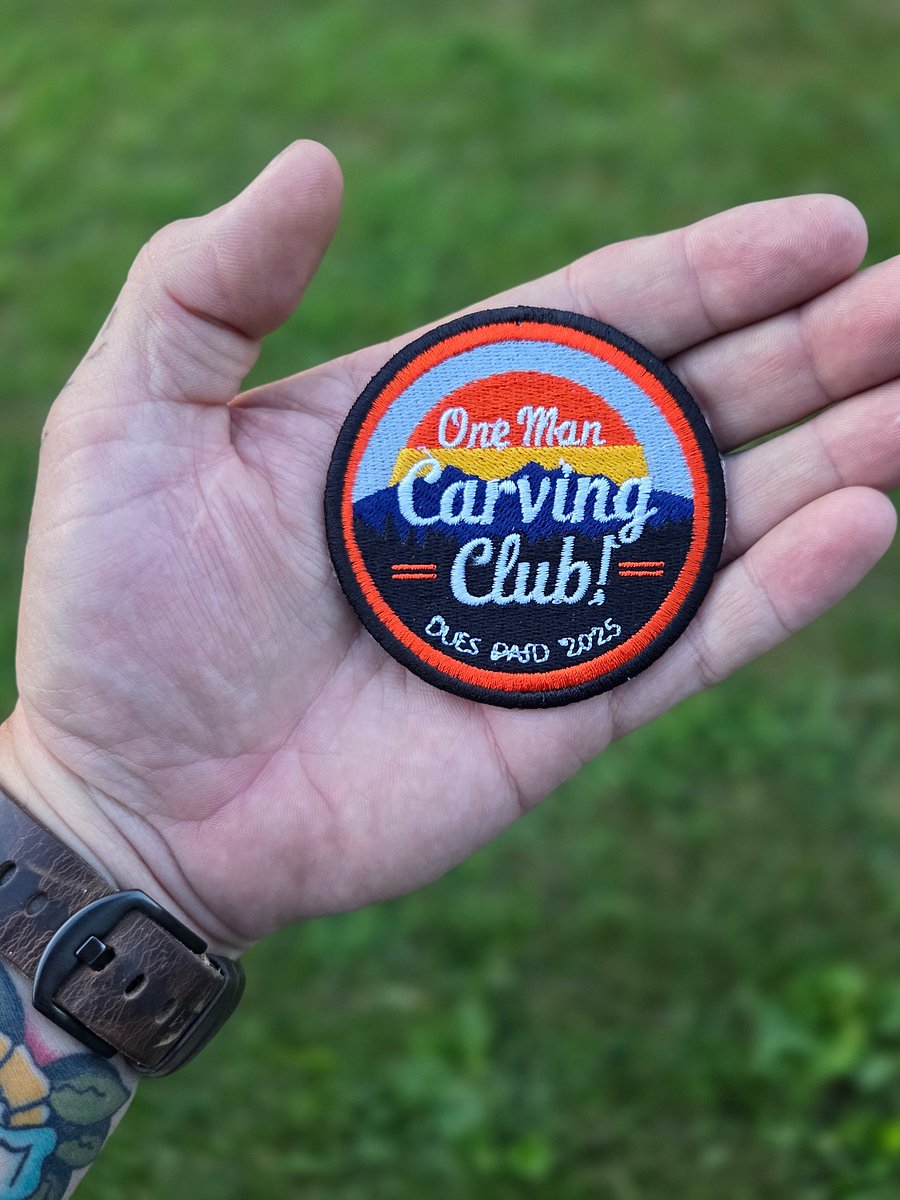 One Man
Carving
Club!
DUES PAID 2025